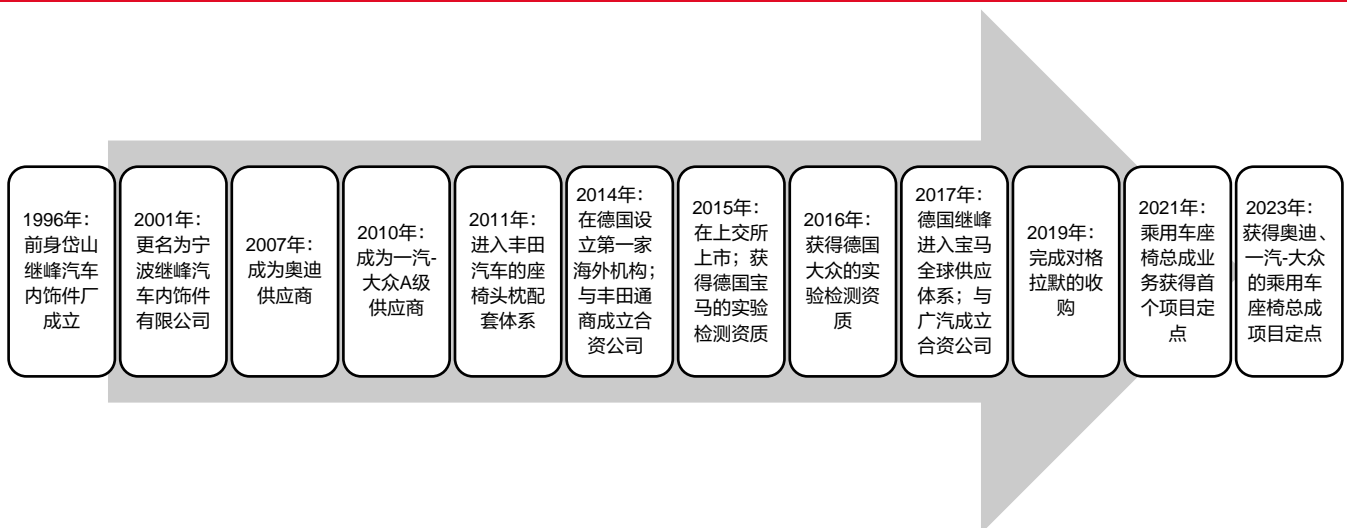 1996年：
前身岱山
继峰汽车
内饰件厂
成立
2001年：
更名为宁
波继峰汽
车内饰件
有限公司
2007年：
成为奥迪
供应商
2010年：
成为一汽-
大众A级
供应商
2011年：
进入丰田
汽车的座
椅头枕配
套体系
2014年：
在德国设
立第一家
海外机构；
与丰田通
商成立合
资公司
2015年：
在上交所
上市；获
得德国宝
马的实验
检测资质
2016年：
获得德国
大众的实
验检测资
质
2017年：
德国继峰
进入宝马
全球供应
体系；与
广汽成立
合资公司
2019年：
完成对格
拉默的收
购
2021年：
乘用车座
椅总成业
务获得首
个项目定
点
2023年：
获得奥迪、
一汽-大众
的乘用车
座椅总成
项目定点